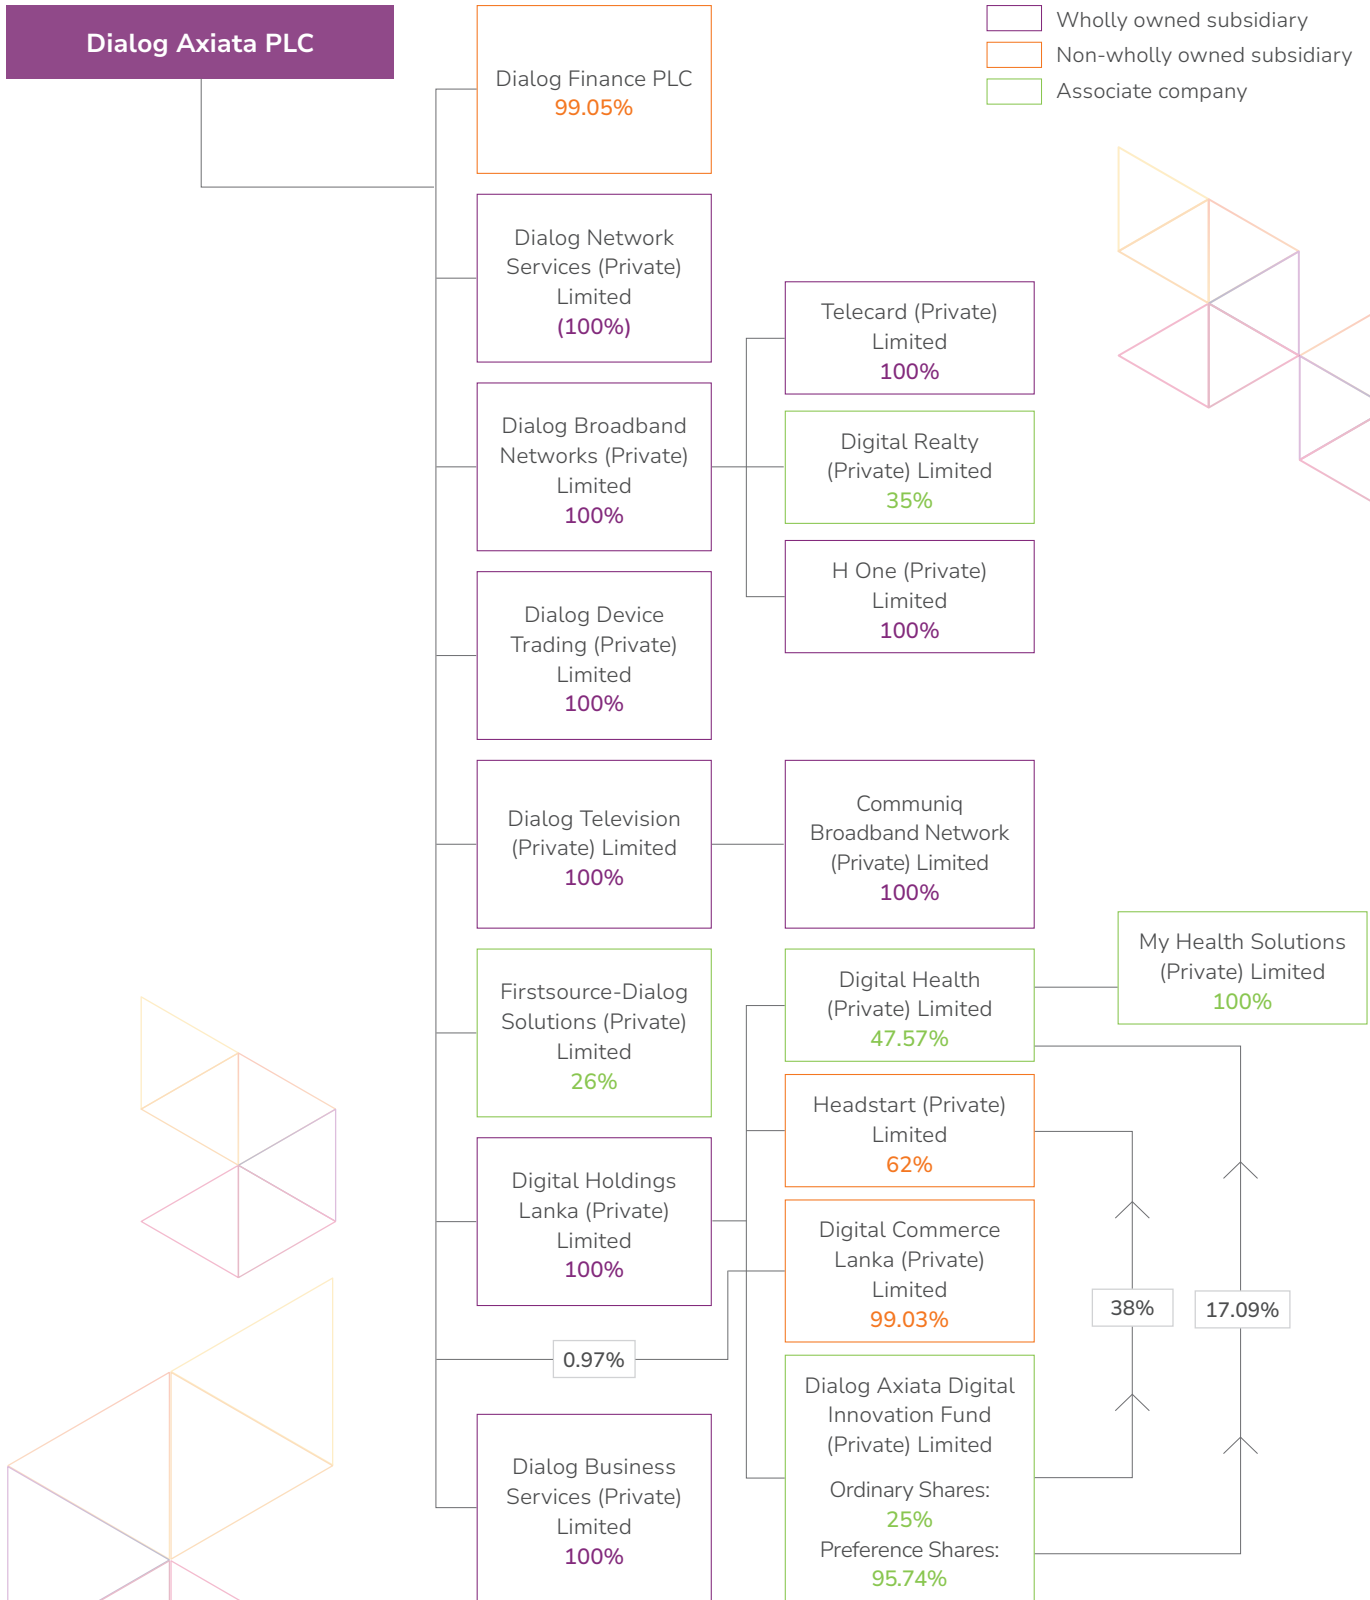 Dialog Axiata PLC
Wholly owned subsidiary
Non-wholly owned subsidiary
Associate company
Dialog Finance PLC
99.05%
Dialog Network
Services (Private)
Limited
(100%)
Dialog Broadband
Networks (Private)
Limited
100%
Telecard (Private)
Limited
100%
Digital Realty
(Private) Limited
35%
H One (Private)
Limited
100%
Dialog Device
Trading (Private)
Limited
100%
Dialog Television
(Private) Limited
100%
Communiq
Broadband Network
(Private) Limited
100%
Firstsource-Dialog
Solutions (Private)
Limited
26%
Digital Health
(Private) Limited
47.57%
My Health Solutions
(Private) Limited
100%
Digital Holdings
Lanka (Private)
Limited
100%
Headstart (Private)
Limited
62%
Digital Commerce
Lanka (Private)
Limited
99.03%
38%
17.09%
0.97%
Dialog Business
Services (Private)
Limited
100%
Dialog Axiata Digital
Innovation Fund
(Private) Limited
Ordinary Shares:
25%
Preference Shares:
95.74%